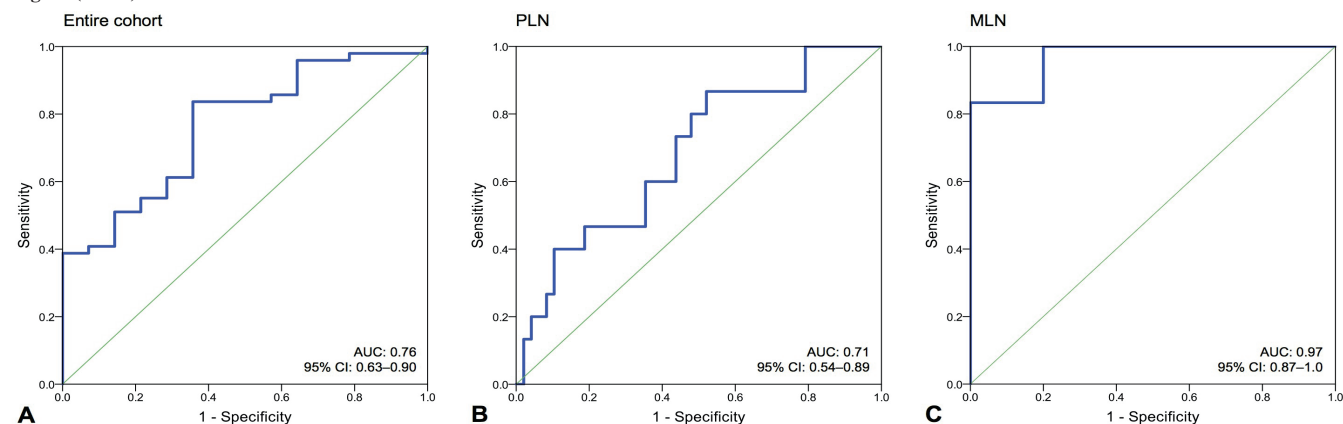 Entire cohort
1.0
0.8
0.6
0.4
0.2
0.0
Sensitivity
AUC: 0.76
95% CI: 0.63–0.90
0.0 0.2 0.4 0.6 0.8 1.0
1 - Specificity
A
PLN
1.0
0.8
0.6
0.4
0.2
0.0
Sensitivity
AUC: 0.71
95% CI: 0.54–0.89
0.0 0.2 0.4 0.6 0.8 1.0
1 - Specificity
B
MLN
1.0
0.8
0.6
0.4
0.2
0.0
Sensitivity
AUC: 0.97
95% CI: 0.87–1.0
0.0 0.2 0.4 0.6 0.8 1.0
1 - Specificity
C